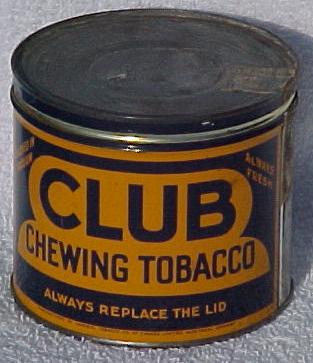 ALWAYS
FRESH
CLUB
CHEWING TOBACCO
ALWAYS REPLACE THE LID